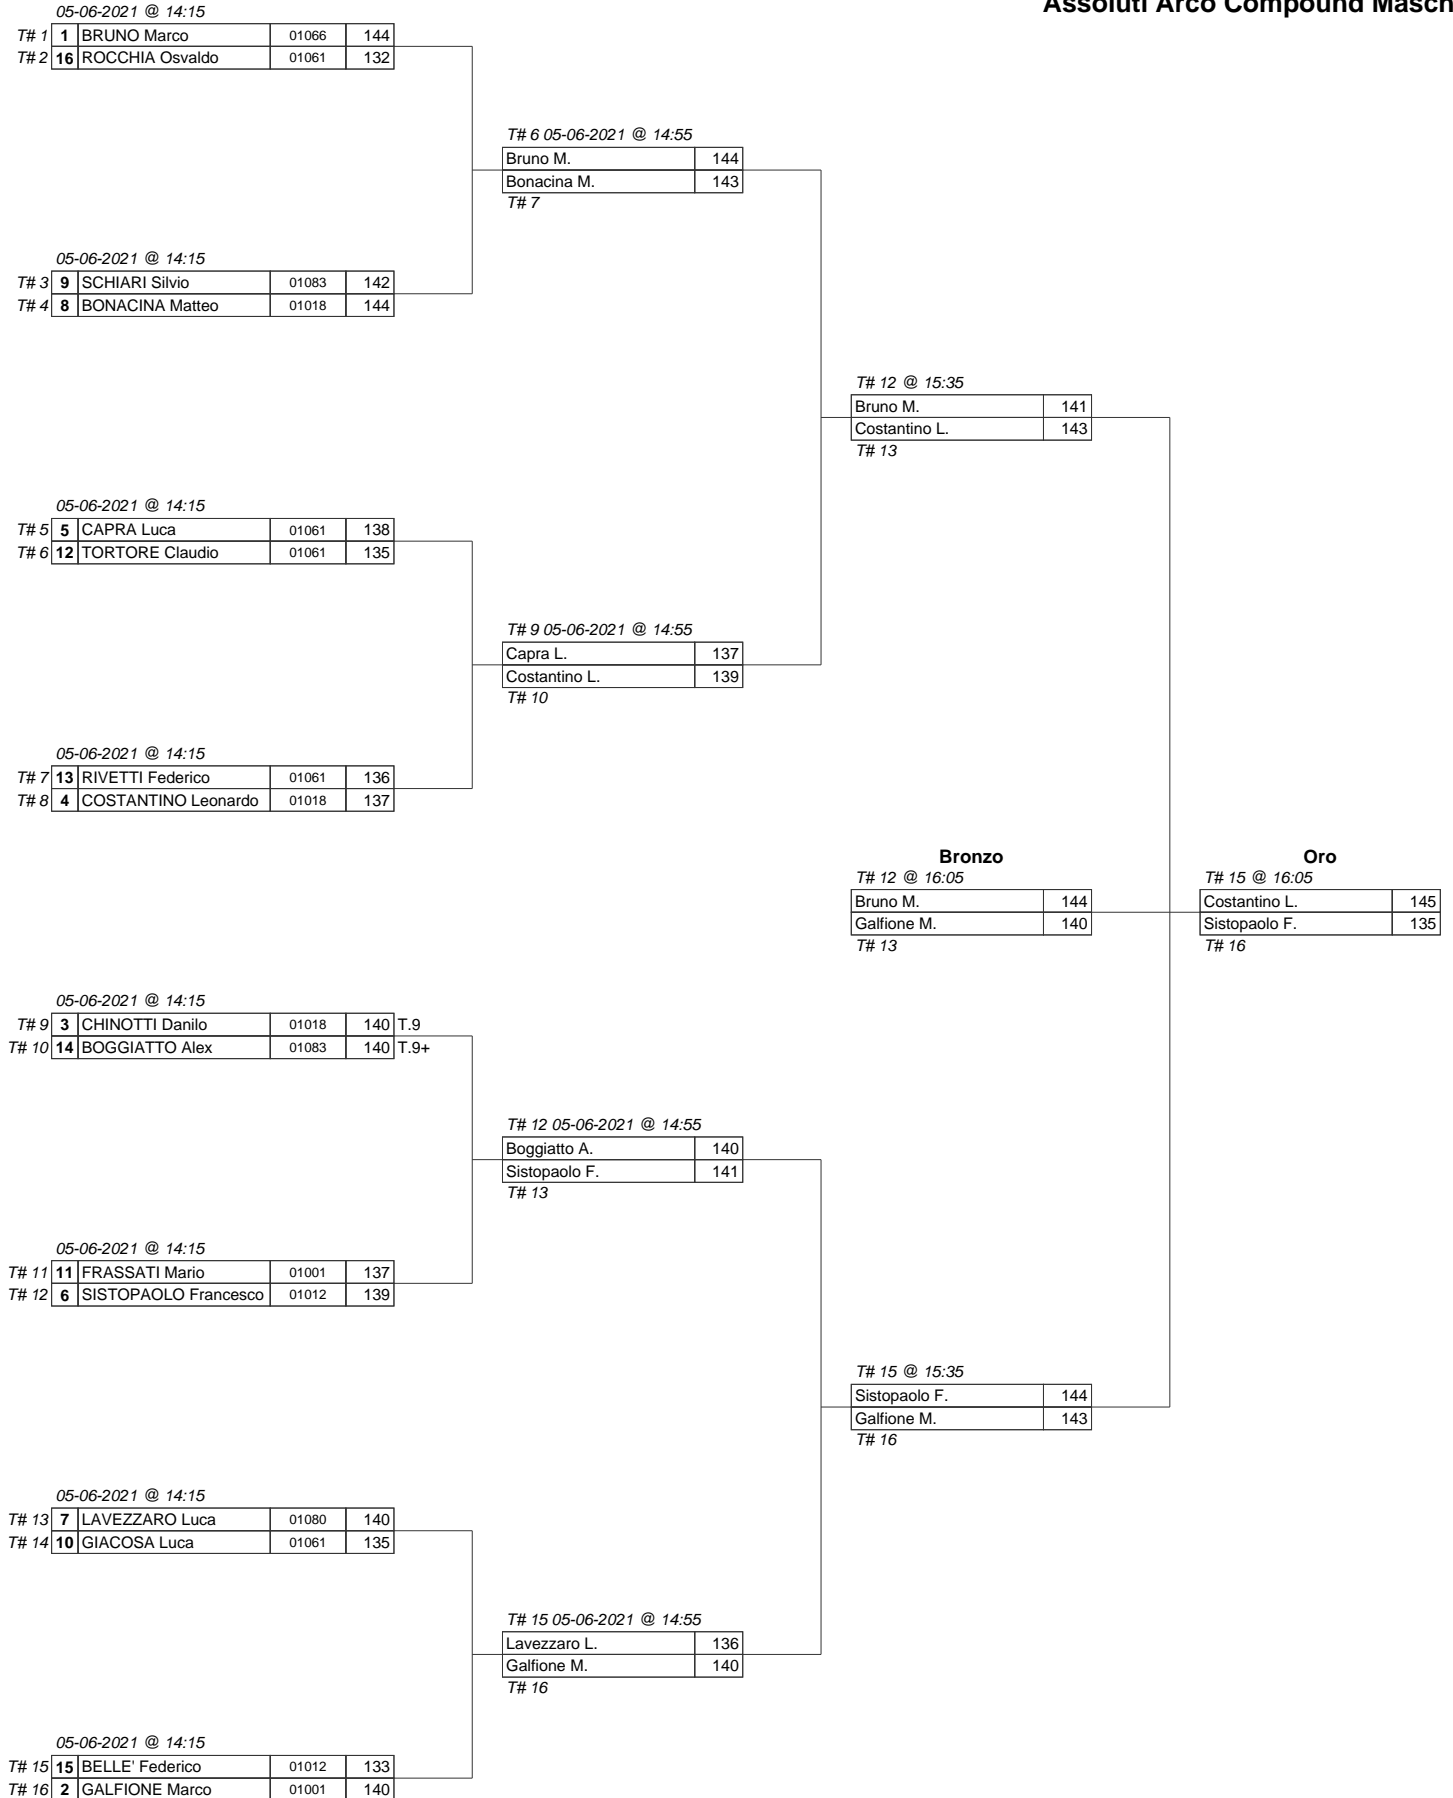 Assoluti Arco Compound Masch
05-06-2021 @ 14:15
T# 1 1 BRUNO Marco 01066 144
T# 2 16 ROCCHIA Osvaldo 01061 132
T# 6 05-06-2021 @ 14:55
Bruno M. 144
Bonacina M. 143
T# 7
05-06-2021 @ 14:15
T# 3 9 SCHIARI Silvio 01083 142
T# 4 8 BONACINA Matteo 01018 144
T# 12 @ 15:35
Bruno M. 141
Costantino L. 143
T# 13
05-06-2021 @ 14:15
T# 5 5 CAPRA Luca 01061 138
T# 6 12 TORTORE Claudio 01061 135
T# 9 05-06-2021 @ 14:55
Capra L. 137
Costantino L. 139
T# 10
05-06-2021 @ 14:15
T# 7 13 RIVETTI Federico 01061 136
T# 8 4 COSTANTINO Leonardo 01018 137
Bronzo Oro
T# 12 @ 16:05 T# 15 @ 16:05
Bruno M. 144 Costantino L. 145
Galfione M. 140 Sistopaolo F. 135
T# 13 T# 16
05-06-2021 @ 14:15
T# 9 3 CHINOTTI Danilo 01018 140 T.9
T# 10 14 BOGGIATTO Alex 01083 140 T.9+
T# 12 05-06-2021 @ 14:55
Boggiatto A. 140
Sistopaolo F. 141
T# 13
05-06-2021 @ 14:15
T# 11 11 FRASSATI Mario 01001 137
T# 12 6 SISTOPAOLO Francesco 01012 139
T# 15 @ 15:35
Sistopaolo F. 144
Galfione M. 143
T# 16
05-06-2021 @ 14:15
T# 13 7 LAVEZZARO Luca 01080 140
T# 14 10 GIACOSA Luca 01061 135
T# 15 05-06-2021 @ 14:55
Lavezzaro L. 136
Galfione M. 140
T# 16
05-06-2021 @ 14:15
T# 15 15 BELLE' Federico 01012 133
T# 16 2 GALFIONE Marco 01001 140